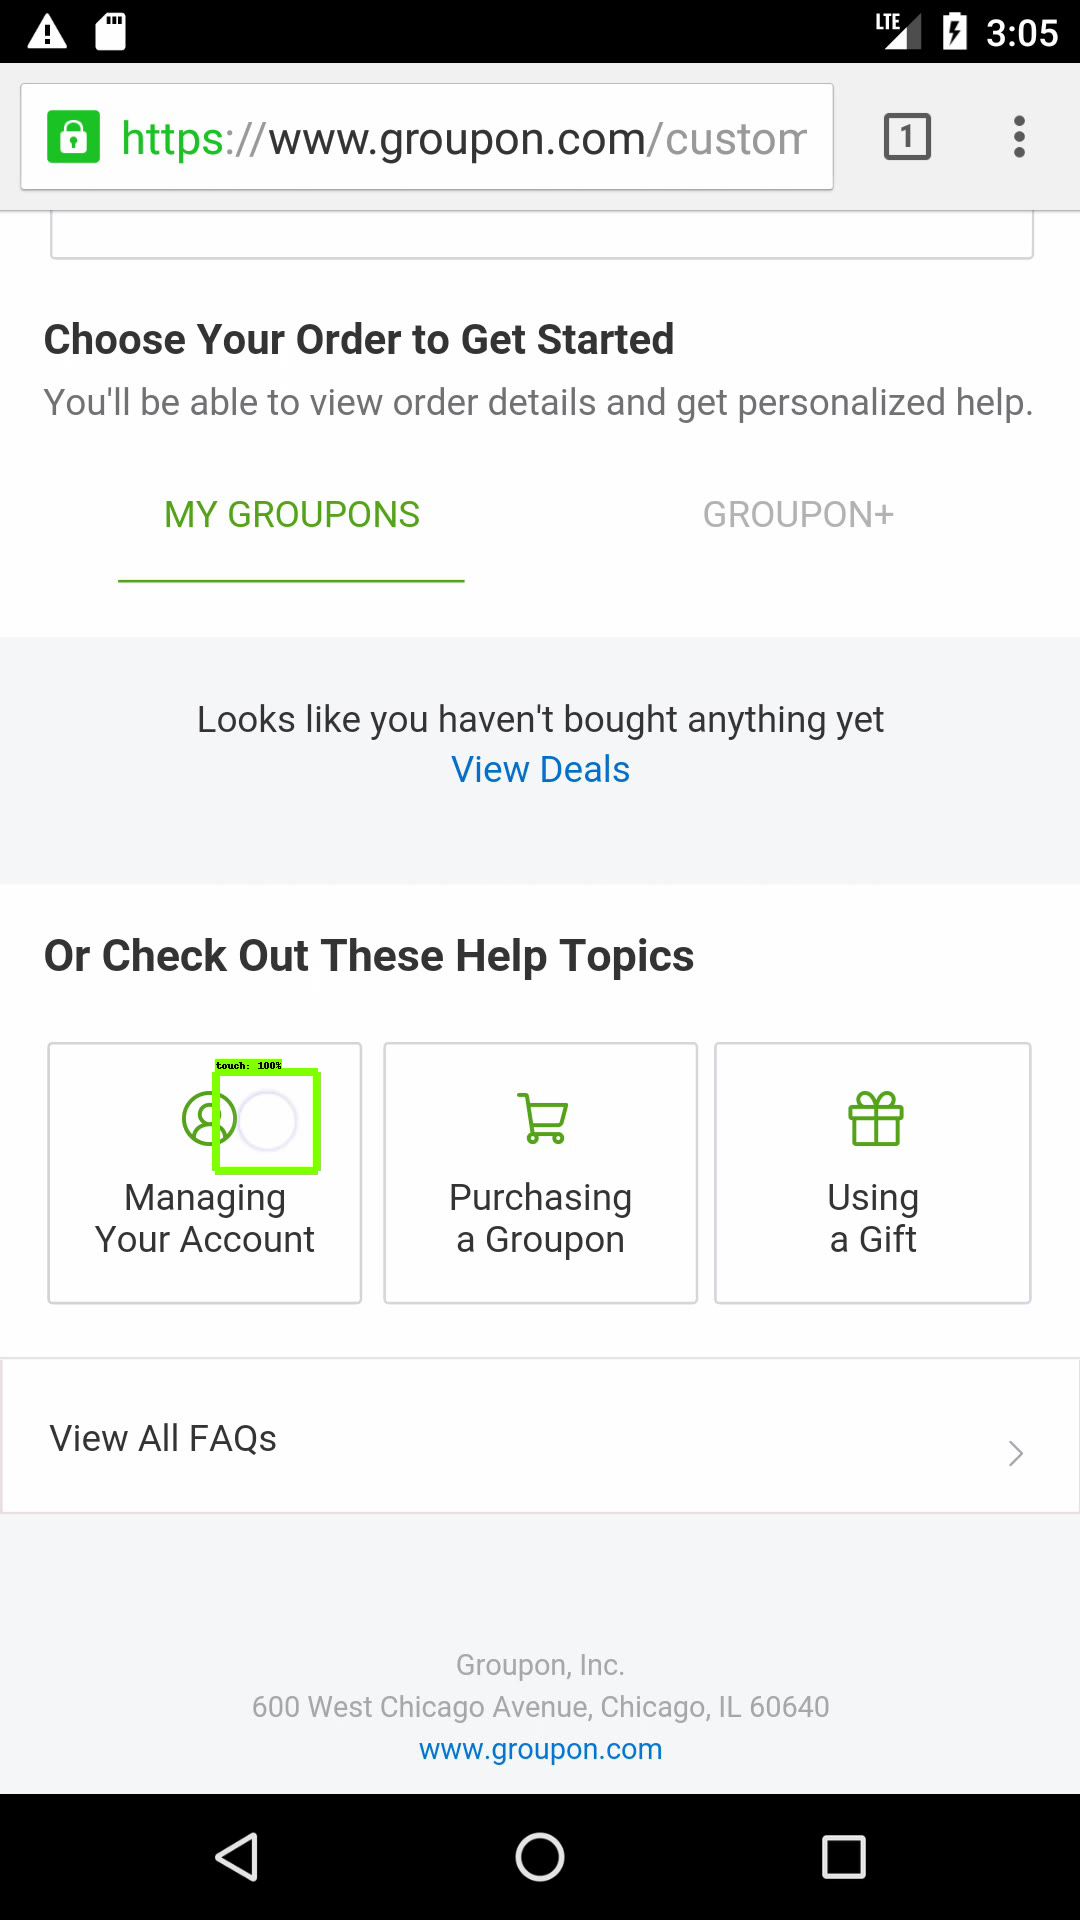 LTE 3:05
https://www.groupon.com/custom
1
Choose Your Order to Get Started
You'll be able to view order details and get personalized help.
MY GROUPONS GROUPON+
Looks like you haven't bought anything yet
View Deals
Or Check Out These Help Topics
touch: 100%
Managing
Your Account
Purchasing
a Groupon
Using
a Gift
View All FAQs
Groupon, Inc.
600 West Chicago Avenue, Chicago, IL 60640
www.groupon.com